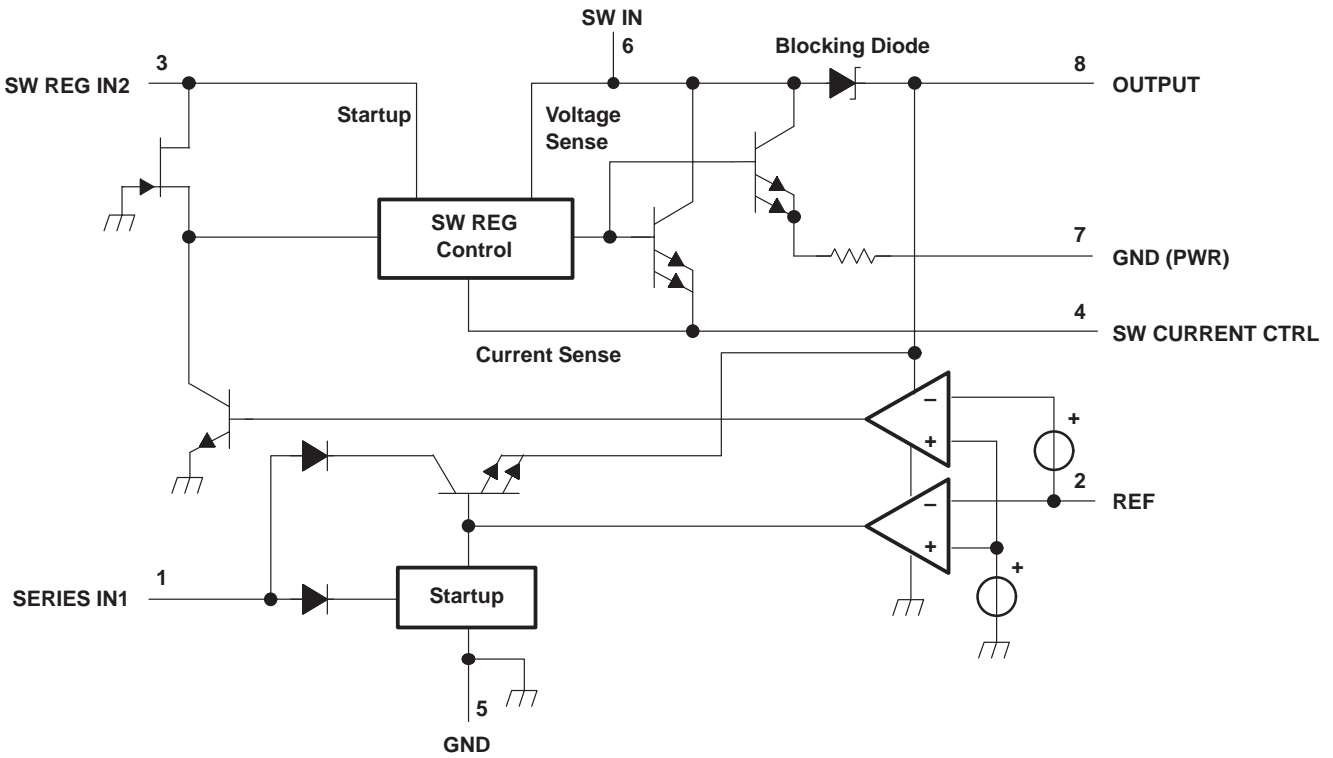 SW IN
6
Blocking Diode
3
8
SW REG IN2
OUTPUT
Startup
Voltage
Sense
SW REG
Control
7
GND (PWR)
4
SW CURRENT CTRL
Current Sense
–
+
+
2
–
REF
+
+
1
SERIES IN1
Startup
5
GND